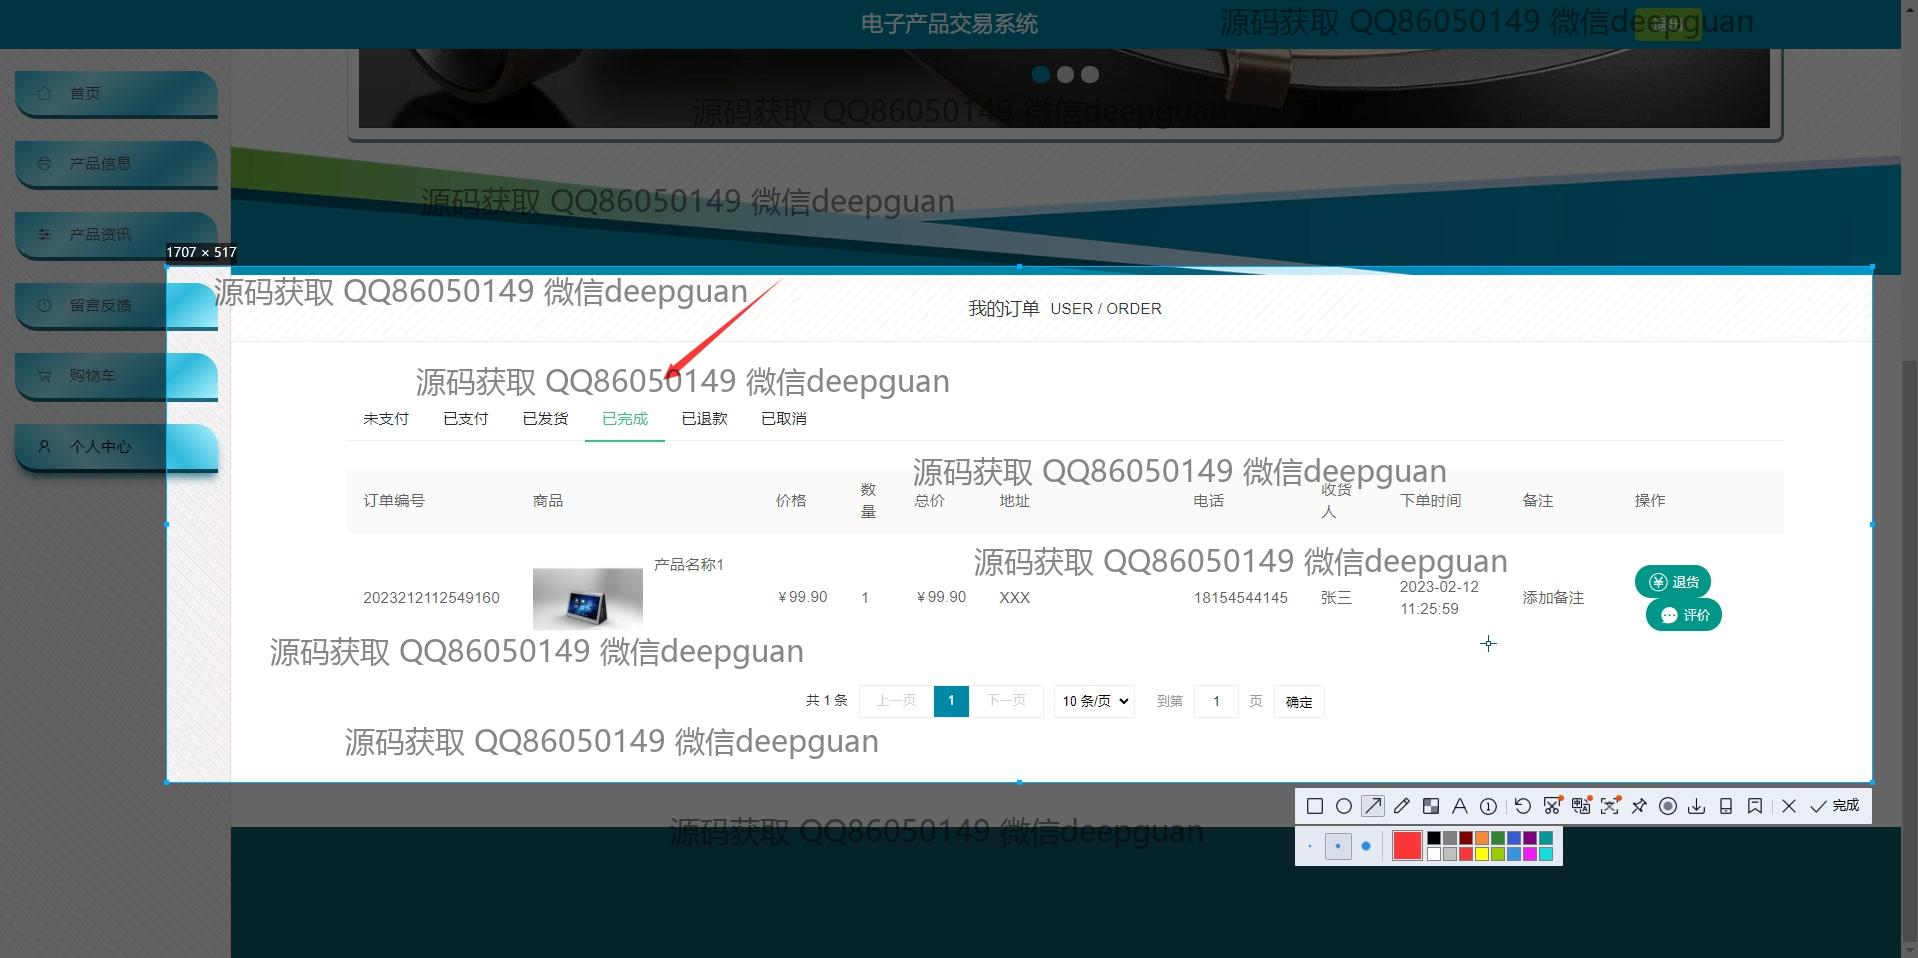 电子产品交易系统
源码获取 QQ86050149 微信deepguan
退出
首页
源码获取 QQ86050149 微信deepguan
产品信息
源码获取 QQ86050149 微信deepguan
产品资讯
1707 × 517
源码获取 QQ86050149 微信deepguan
留言反馈
我的订单 USER / ORDER
购物车
源码获取 QQ86050149 微信deepguan
未支付 已支付 已发货 已完成 已退款 已取消
个人中心
源码获取 QQ86050149 微信deepguan
订单编号 商品 价格 数量 总价 地址 电话 收货人 下单时间 备注 操作
源码获取 QQ86050149 微信deepguan
2023212112549160 产品名称1 ￥99.90 1 ￥99.90 XXX 18154544145 张三 2023-02-12 11:25:59 添加备注 退货
评价
源码获取 QQ86050149 微信deepguan
共 1 条 上一页 1 下一页 10 条/页 到第 1 页 确定
源码获取 QQ86050149 微信deepguan
完成
源码获取 QQ86050149 微信deepguan